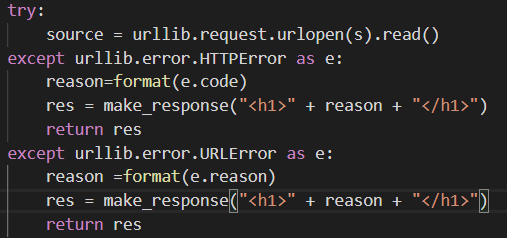 try:
    source = urllib.request.urlopen(s).read()
except urllib.error.HTTPError as e:
    reason=format(e.code)
    res = make_response("<h1>" + reason + "</h1>")
    return res
except urllib.error.URLError as e:
    reason =format(e.reason)
    res = make_response("<h1>" + reason + "</h1>")
    return res